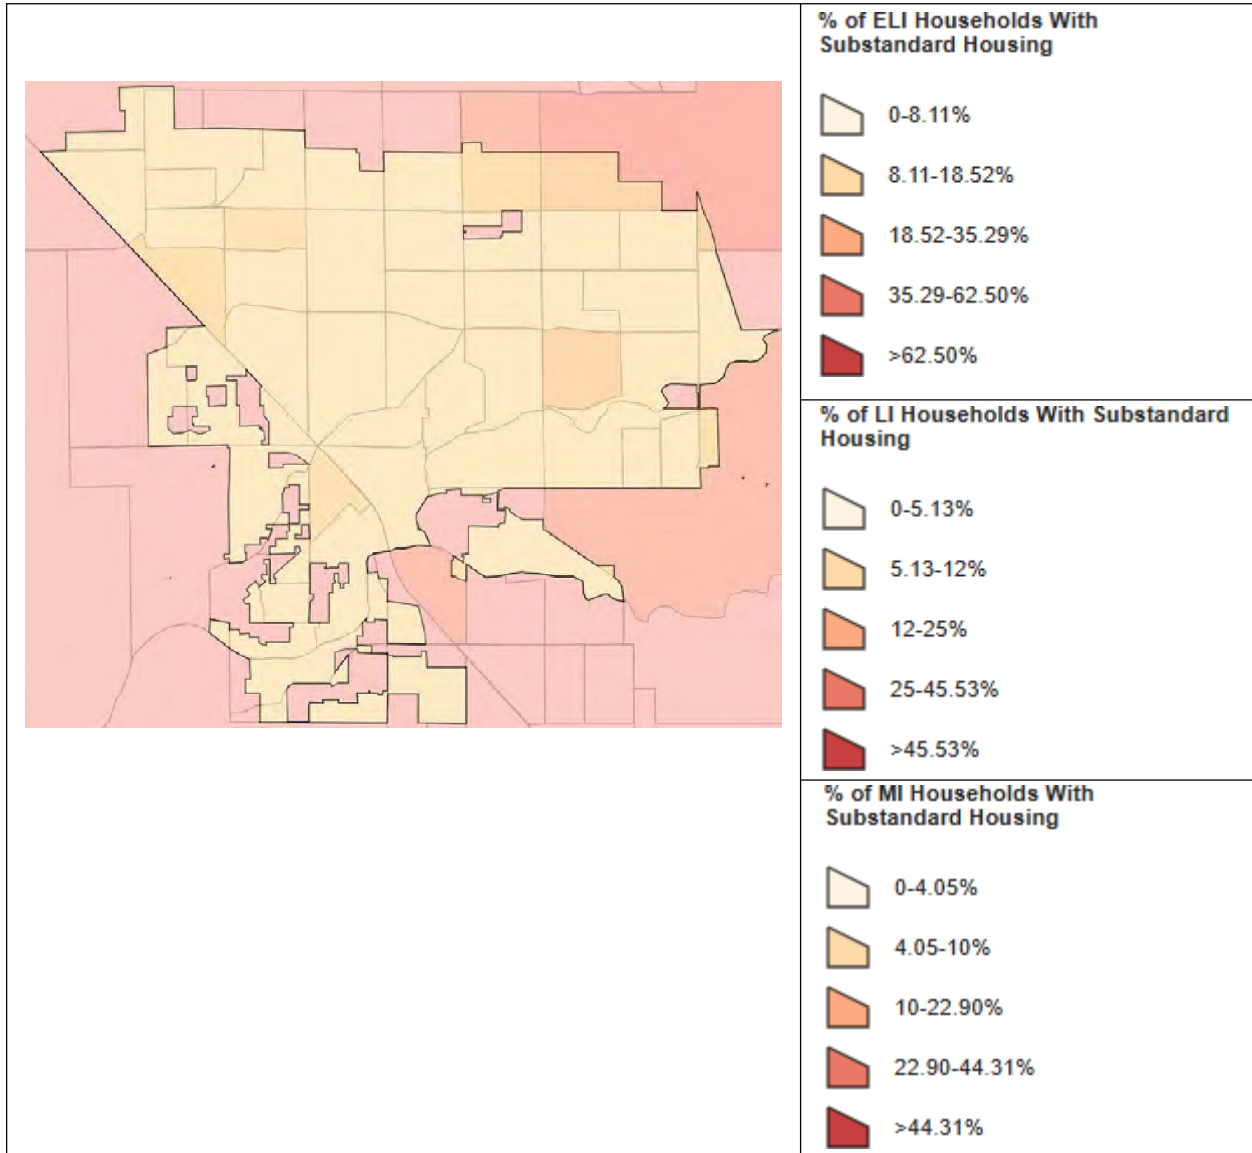 % of ELI Households With
Substandard Housing
0-8.11%
8.11-18.52%
18.52-35.29%
35.29-62.50%
>62.50%
% of LI Households With Substandard
Housing
0-5.13%
5.13-12%
12-25%
25-45.53%
>45.53%
% of MI Households With
Substandard Housing
0-4.05%
4.05-10%
10-22.90%
22.90-44.31%
>44.31%